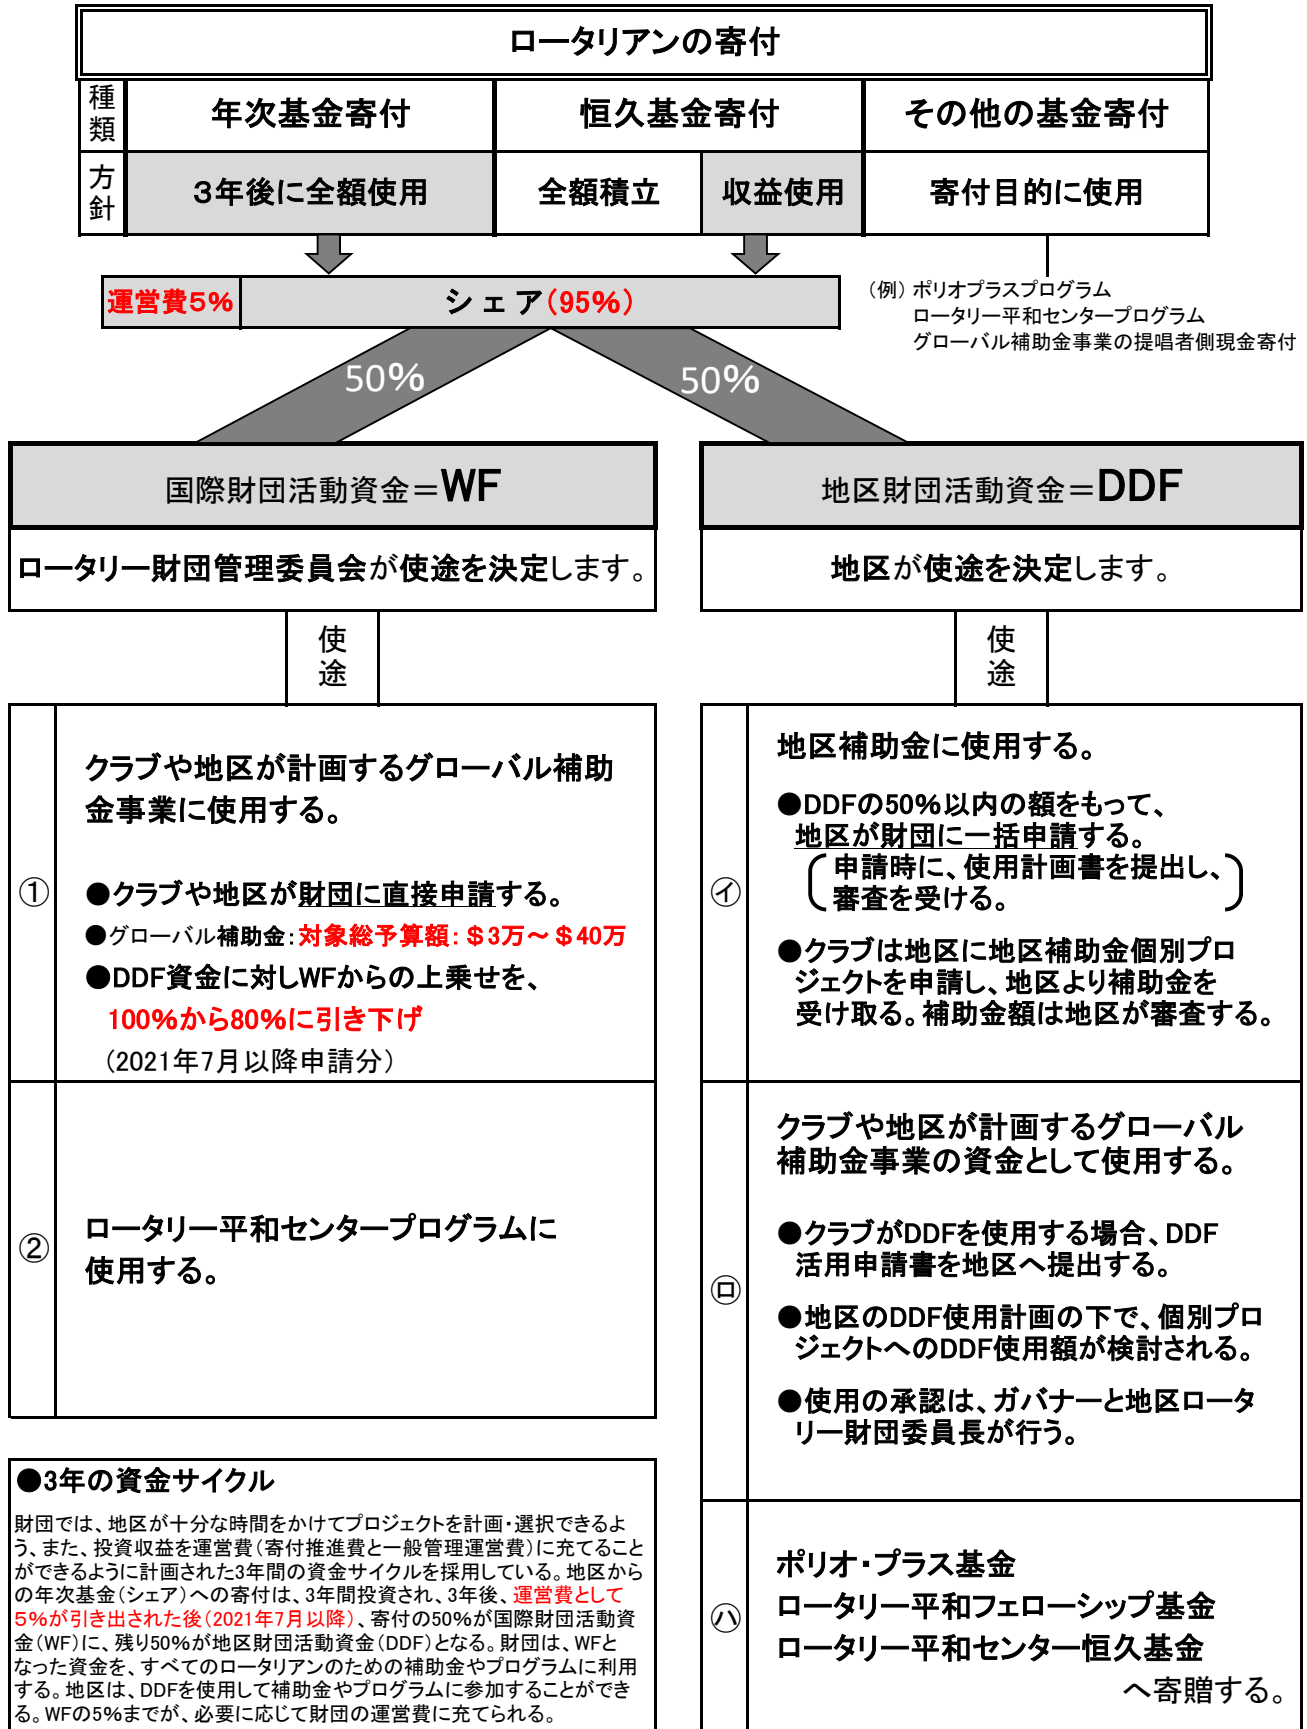 ロータリアンの寄付
種類
年次基金寄付
恒久基金寄付
その他の基金寄付
方針
３年後に全額使用
全額積立
収益使用
寄付目的に使用
運営費５％
シェア(95%)
（例）ポリオプラスプログラム
ロータリー平和センタープログラム
グローバル補助金事業の提唱者側現金寄付
50%
50%
国際財団活動資金＝WF
ロータリー財団管理委員会が使途を決定します。
使途
①
クラブや地区が計画するグローバル補助
金事業に使用する。
●クラブや地区が財団に直接申請する。
●グローバル補助金：対象総予算額：＄3万～＄40万
●DDF資金に対しWFからの上乗せを、
100%から80%に引き下げ
（2021年7月以降申請分）
②
ロータリー平和センタープログラムに
使用する。
●3年の資金サイクル
財団では、地区が十分な時間をかけてプロジェクトを計画・選択できるよ
う、また、投資収益を運営費（寄付推進費と一般管理運営費）に充てること
ができるように計画された3年間の資金サイクルを採用している。地区から
の年次基金（シェア）への寄付は、3年間投資され、3年後、運営費として
5%が引き出された後（2021年7月以降）、寄付の50%が国際財団活動資
金（WF）に、残り50%が地区財団活動資金（DDF）となる。財団は、WFと
なった資金を、すべてのロータリアンのための補助金やプログラムに利用
する。地区は、DDFを使用して補助金やプログラムに参加することができ
る。WFの5%までが、必要に応じて財団の運営費に充てられる。
地区財団活動資金＝DDF
地区が使途を決定します。
使途
㋑
地区補助金に使用する。
●DDFの50%以内の額をもって、
地区が財団に一括申請する。
（申請時に、使用計画書を提出し、
審査を受ける。）
●クラブは地区に地区補助金個別プロ
ジェクトを申請し、地区より補助金を
受け取る。補助金額は地区が審査する。
㋺
クラブや地区が計画するグローバル
補助金事業の資金として使用する。
●クラブがDDFを使用する場合、DDF
活用申請書を地区へ提出する。
●地区のDDF使用計画の下で、個別プロ
ジェクトへのDDF使用額が検討される。
●使用の承認は、ガバナーと地区ロータ
リー財団委員長が行う。
㋩
ポリオ・プラス基金
ロータリー平和フェローシップ基金
ロータリー平和センター恒久基金
へ寄贈する。